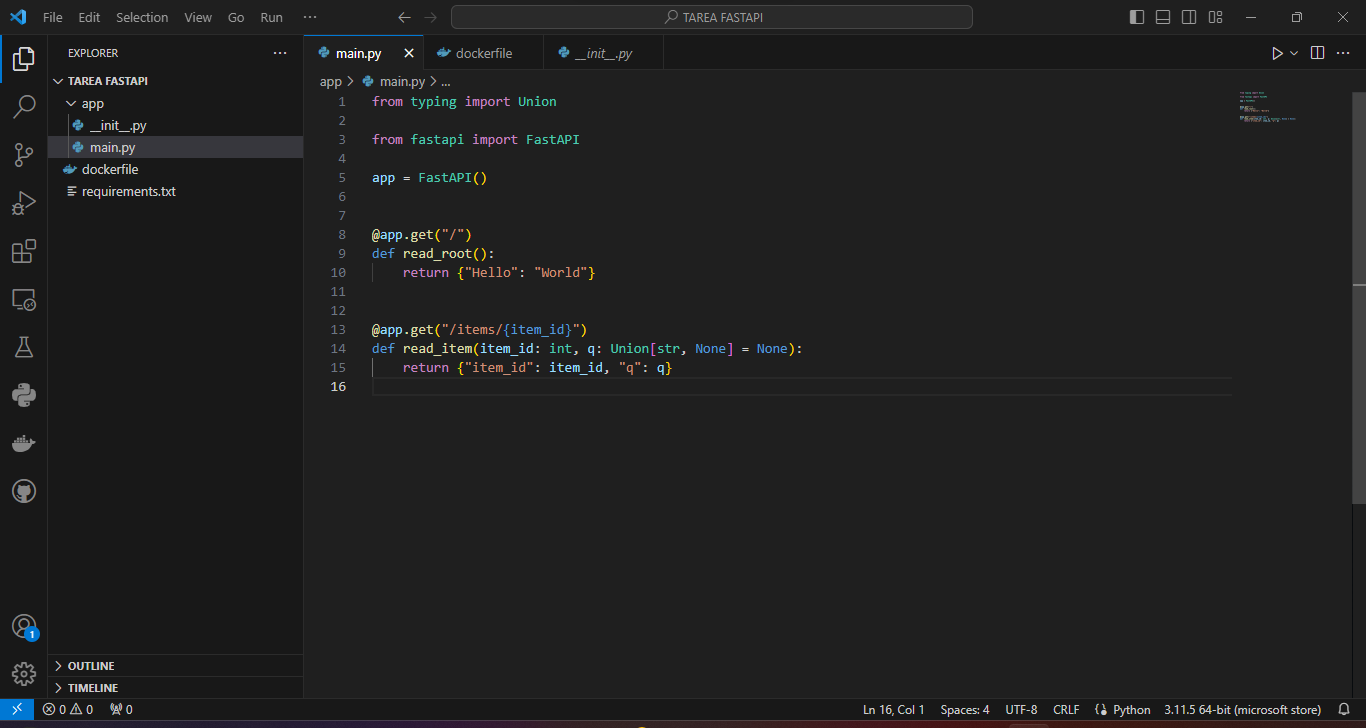 File Edit Selection View Go Run ···
TAREA FASTAPI
EXPLORER
TAREA FASTAPI
app
__init__.py
main.py
dockerfile
requirements.txt
OUTLINE
TIMELINE
main.py
dockerfile
__init__.py
app > main.py > ...
1 from typing import Union
2
3 from fastapi import FastAPI
4
5 app = FastAPI()
6
7
8 @app.get("/")
9 def read_root():
10     return {"Hello": "World"}
11
12
13 @app.get("/items/{item_id}")
14 def read_item(item_id: int, q: Union[str, None] = None):
15     return {"item_id": item_id, "q": q}
16
1
0 0 0
Ln 16, Col 1 Spaces: 4 UTF-8 CRLF Python 3.11.5 64-bit (microsoft store)